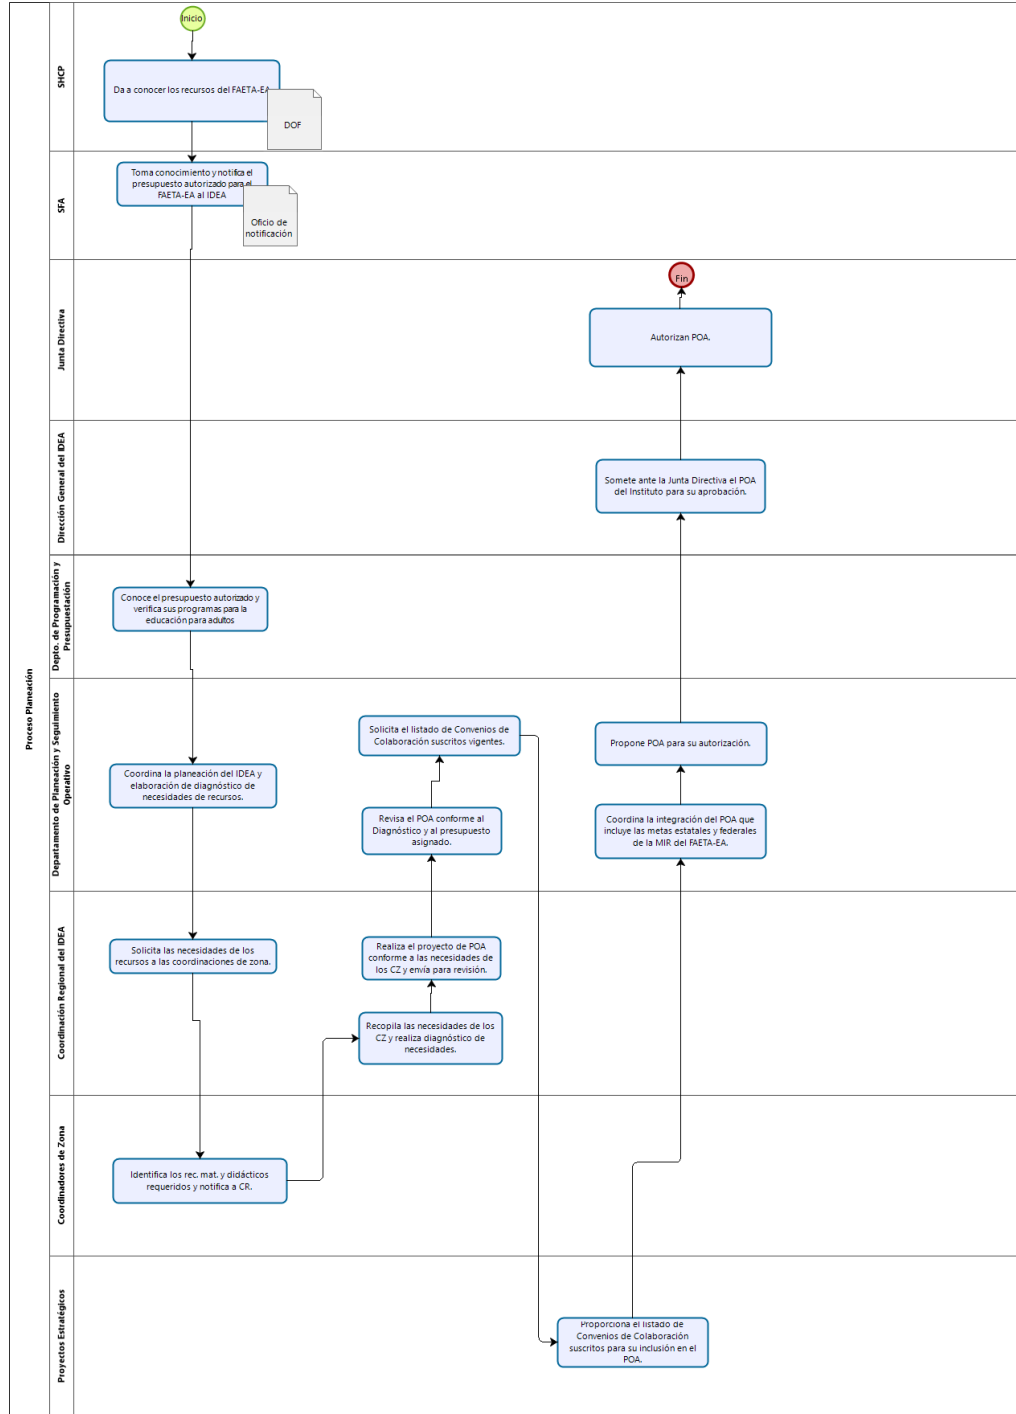 Proceso Planeación
SHCP
Inicio
Da a conocer los recursos del FAETA-EA
DOF
SFA
Toma conocimiento y notifica el
presupuesto autorizado para el
FAETA-EA al IDEA
Oficio de
notificación
Junta Directiva
Fin
Autorizan POA.
Dirección General del IDEA
Somete ante la Junta Directiva el POA
del Instituto para su aprobación.
Depto. de Programación y
Presupuestación
Conoce el presupuesto autorizado y
verifica sus programas para la
educación para adultos
Departamento de Planeación y Seguimiento
Operativo
Coordina la planeación del IDEA y
elaboración de diagnóstico de
necesidades de recursos.
Solicita el listado de Convenios de
Colaboración suscritos vigentes.
Revisa el POA conforme al
Diagnóstico y al presupuesto
asignado.
Propone POA para su autorización.
Coordina la integración del POA que
incluye las metas estatales y federales
de la MIR del FAETA-EA.
Coordinación Regional del IDEA
Solicita las necesidades de los
recursos a las coordinaciones de zona.
Realiza el proyecto de POA
conforme a las necesidades de
los CZ y envía para revisión.
Recopila las necesidades de los
CZ y realiza diagnóstico de
necesidades.
Coordinadores de Zona
Identifica los rec. mat. y didácticos
requeridos y notifica a CR.
Proyectos Estratégicos
Proporciona el listado de
Convenios de Colaboración
suscritos para su inclusión en el
POA.